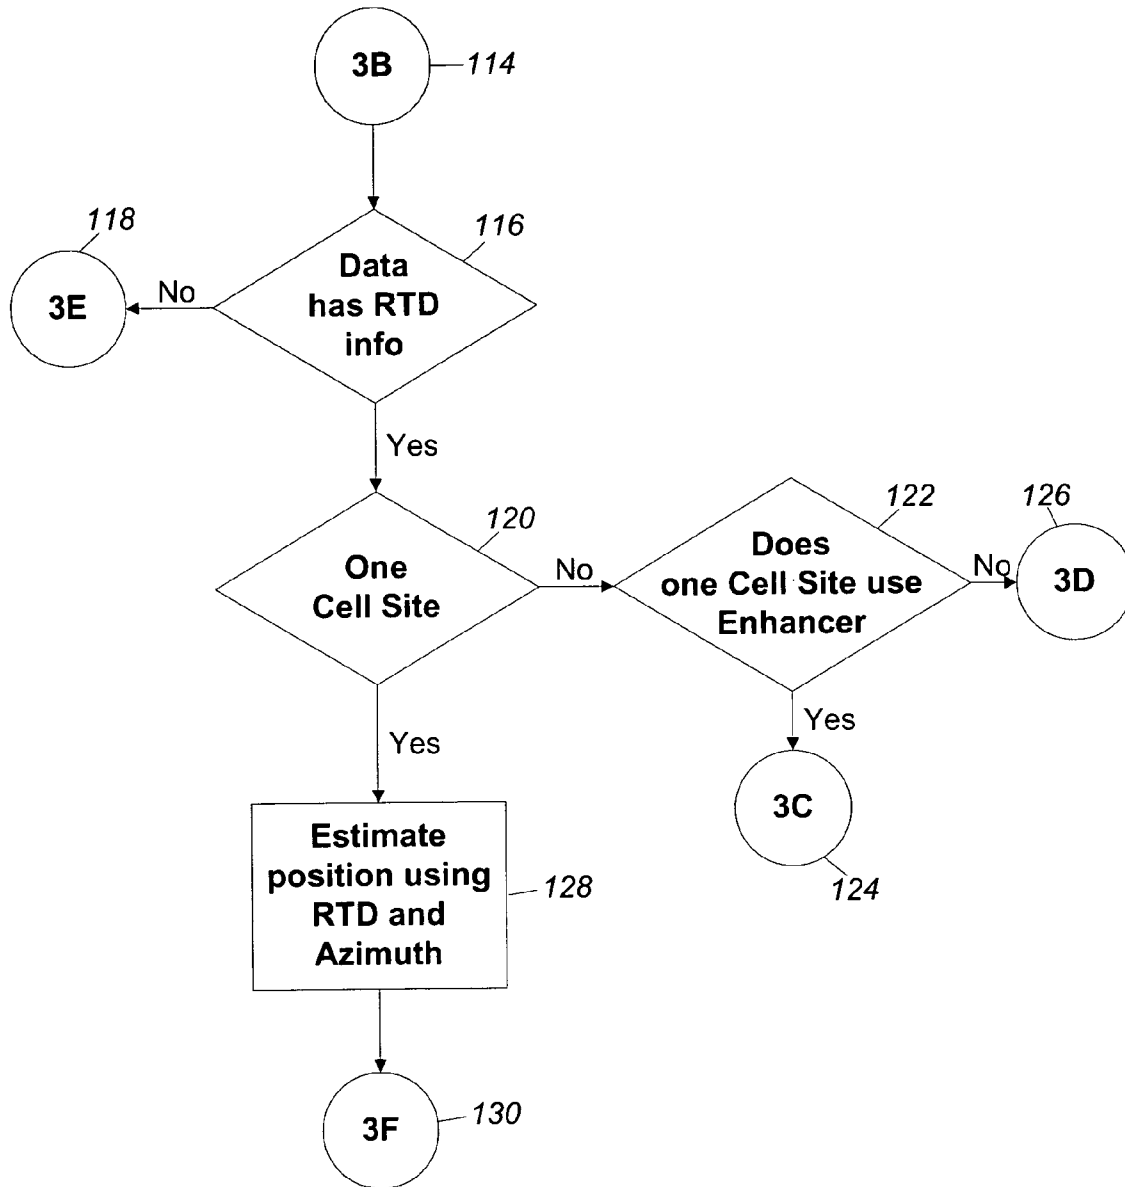 3B
114
118
116
Data
has RTD
info
No
3E
Yes
120
One
Cell Site
No
122
Does
one Cell Site use
Enhancer
No
126
3D
Yes
Yes
3C
124
Estimate
position using
RTD and
Azimuth
128
3F
130